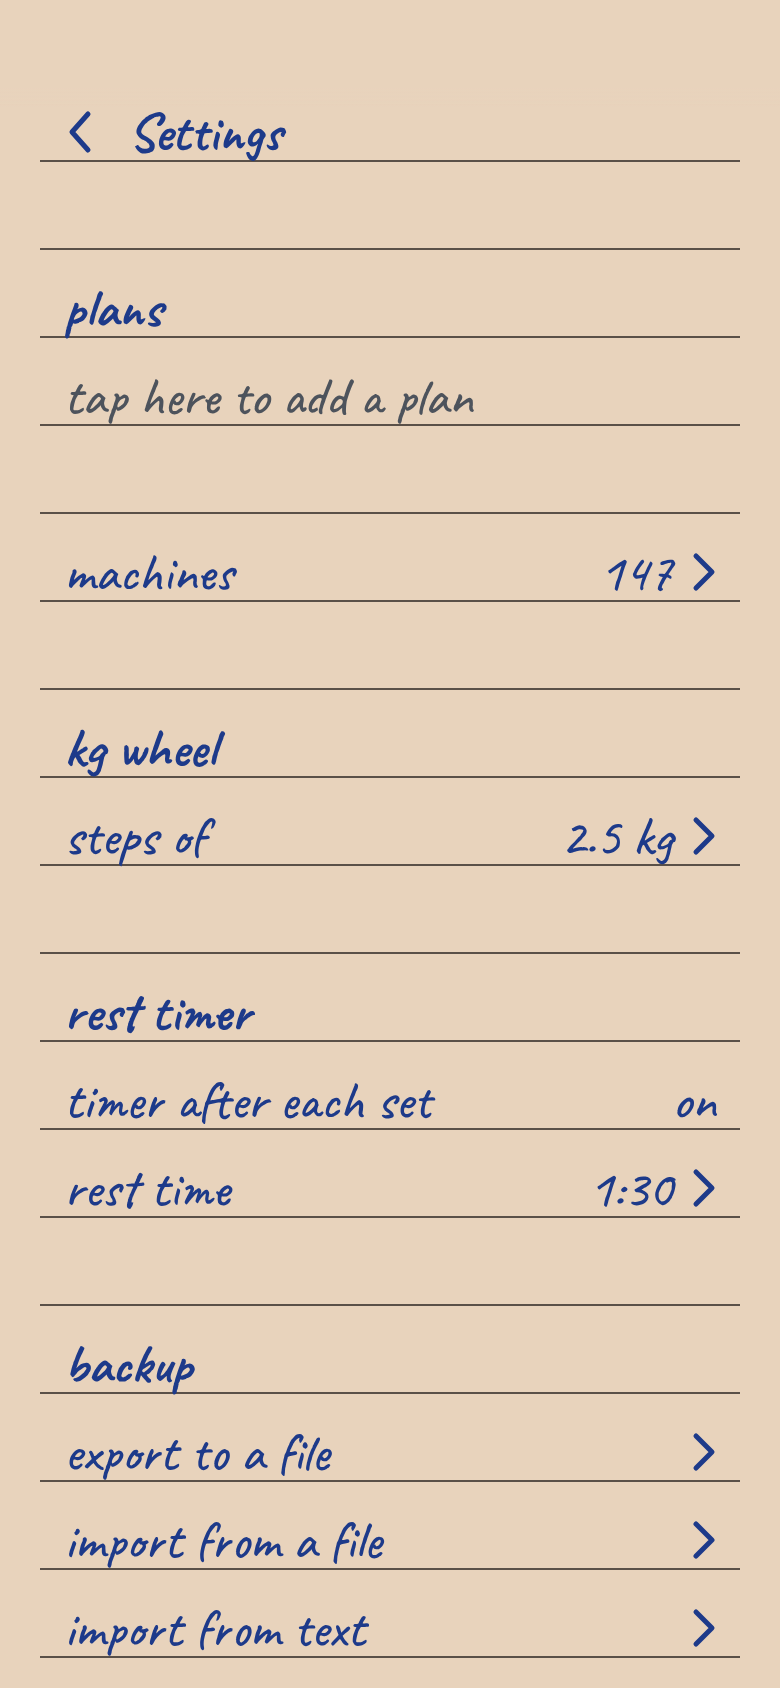 Settings
plans
tap here to add a plan
machines 147
kg wheel
steps of 2.5 kg
rest timer
timer after each set on
rest time 1:30
backup
export to a file
import from a file
import from text